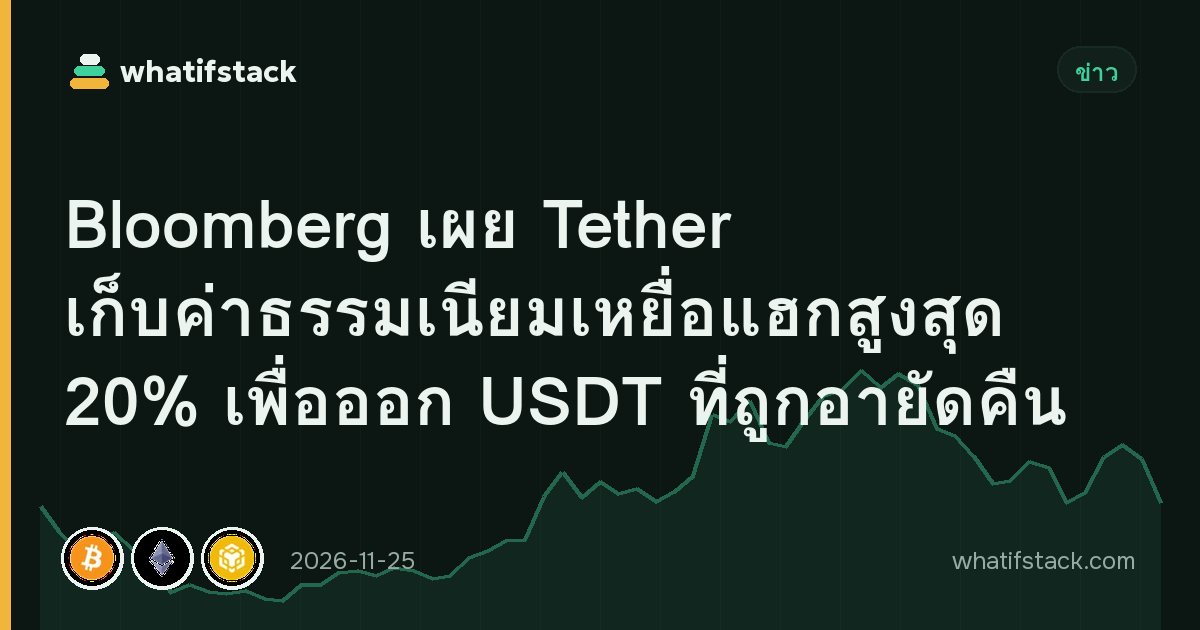 whatifstack
ข่าว
Bloomberg เผย Tether
เก็บค่าธรรมเนียมเหยื่อแฮกสูงสุด
20% เพื่อออก USDT ที่ถูกอายัดคืน
2026-11-25
whatifstack.com